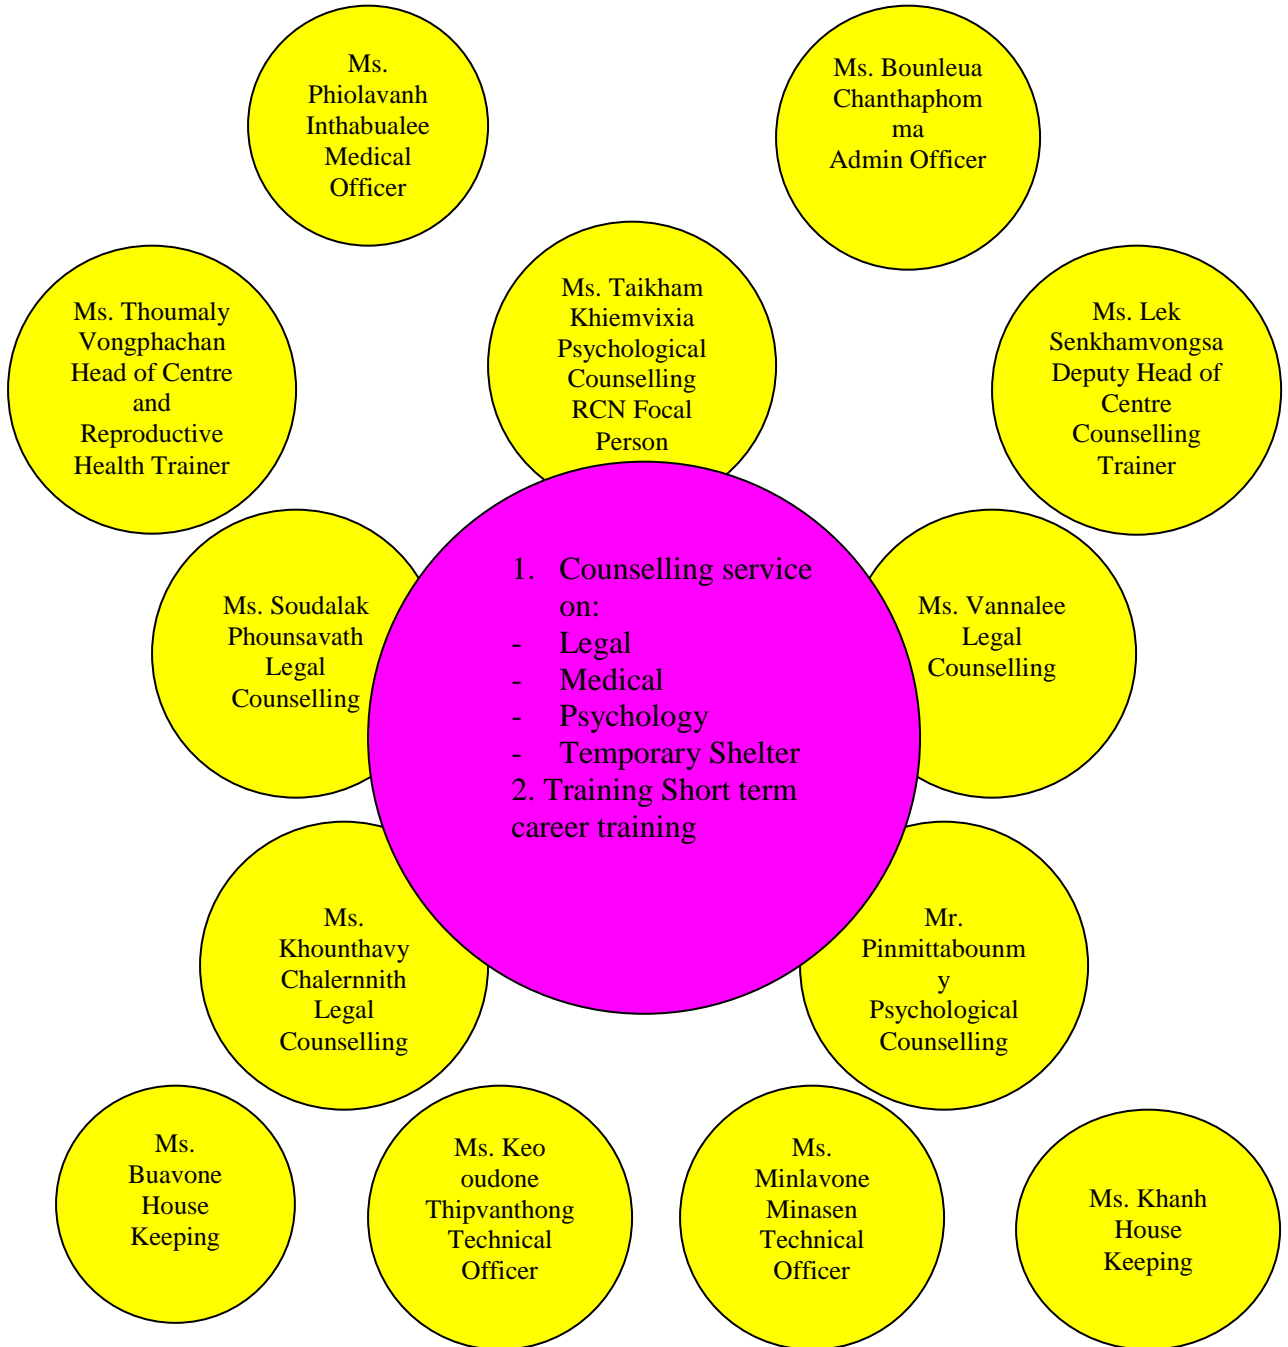 Ms.
Phiolavanh
Inthabualee
Medical
Officer
Ms. Bounleua
Chanthaphom
ma
Admin Officer
Ms. Thoumaly
Vongphachan
Head of Centre
and
Reproductive
Health Trainer
Ms. Taikham
Khiemvixia
Psychological
Counselling
RCN Focal
Person
Ms. Lek
Senkhamvongsa
Deputy Head of
Centre
Counselling
Trainer
Ms. Soudalak
Phounsavath
Legal
Counselling
1. Counselling service
on:
- Legal
- Medical
- Psychology
- Temporary Shelter
2. Training Short term
career training
Ms. Vannalee
Legal
Counselling
Ms.
Khounthavy
Chalernnith
Legal
Counselling
Mr.
Pinmittabounm
y
Psychological
Counselling
Ms.
Buavone
House
Keeping
Ms. Keo
oudone
Thipvanthong
Technical
Officer
Ms.
Minlavone
Minasen
Technical
Officer
Ms. Khanh
House
Keeping